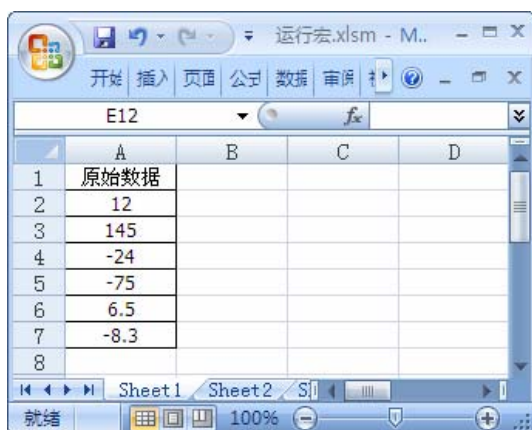 运行宏.xlsm - M..
开始 插入 页面 公式 数据 审阅
E12 fx
A B C D
1 原始数据
2 12
3 145
4 -24
5 -75
6 6.5
7 -8.3
8
Sheet1 Sheet2
就绪 100%